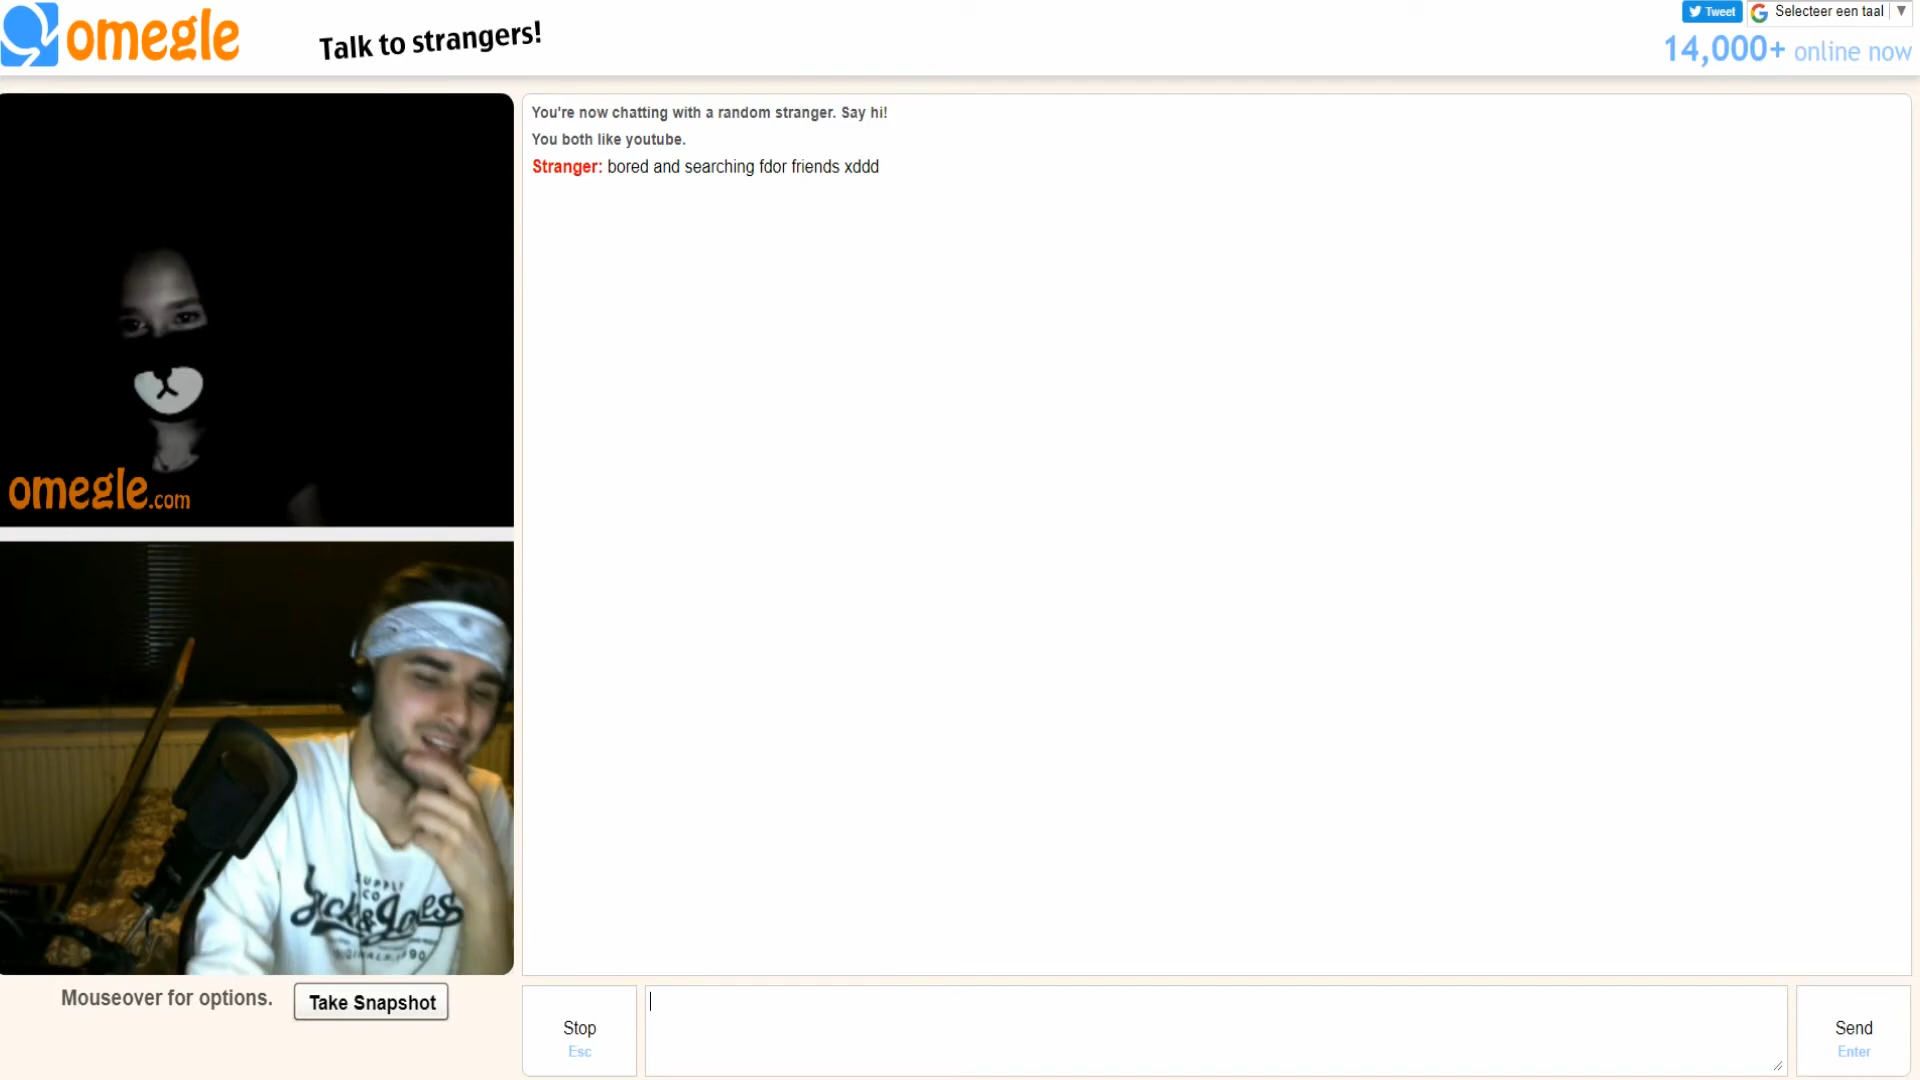 omegle
Talk to strangers!
Tweet
Selecteer een taal
14,000+ online now
You're now chatting with a random stranger. Say hi!
You both like youtube.
Stranger: bored and searching fdor friends xddd
omegle.com
SUPPLY
CO
Jack & Jones
Mouseover for options.
Take Snapshot
Stop
Esc
Send
Enter